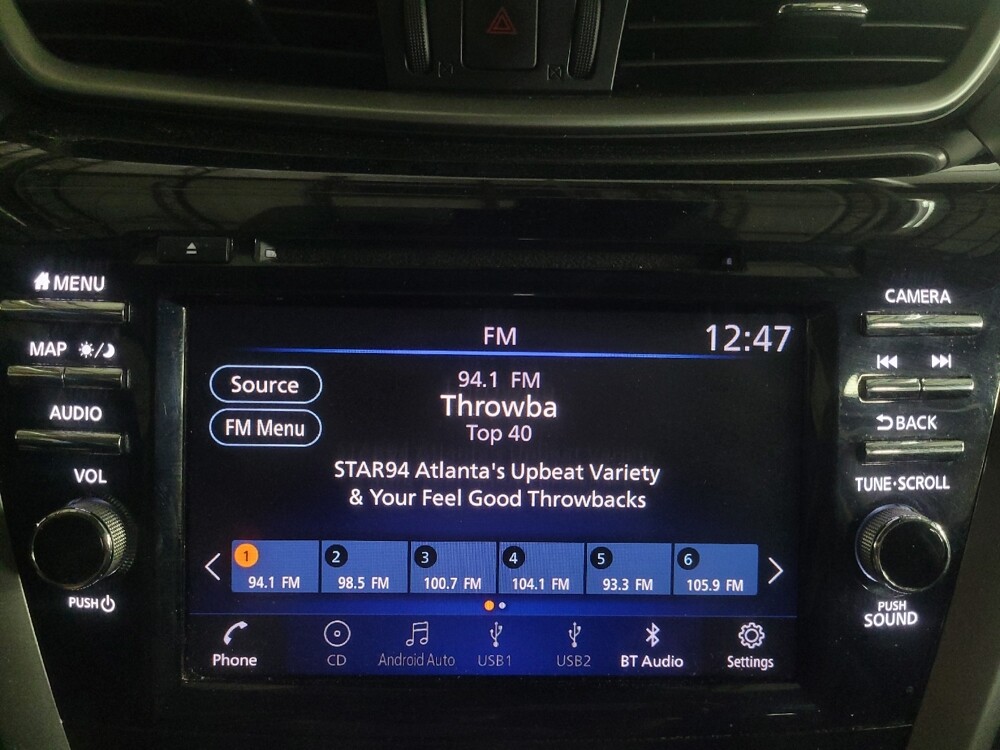 MENU
MAP
AUDIO
VOL
PUSH
FM
12:47
Source
FM Menu
94.1 FM
Throwba
Top 40
STAR94 Atlanta's Upbeat Variety
& Your Feel Good Throwbacks
1
94.1 FM
2
98.5 FM
3
100.7 FM
4
104.1 FM
5
93.3 FM
6
105.9 FM
Phone
CD
Android Auto
USB1
USB2
BT Audio
Settings
CAMERA
BACK
TUNE·SCROLL
PUSH
SOUND